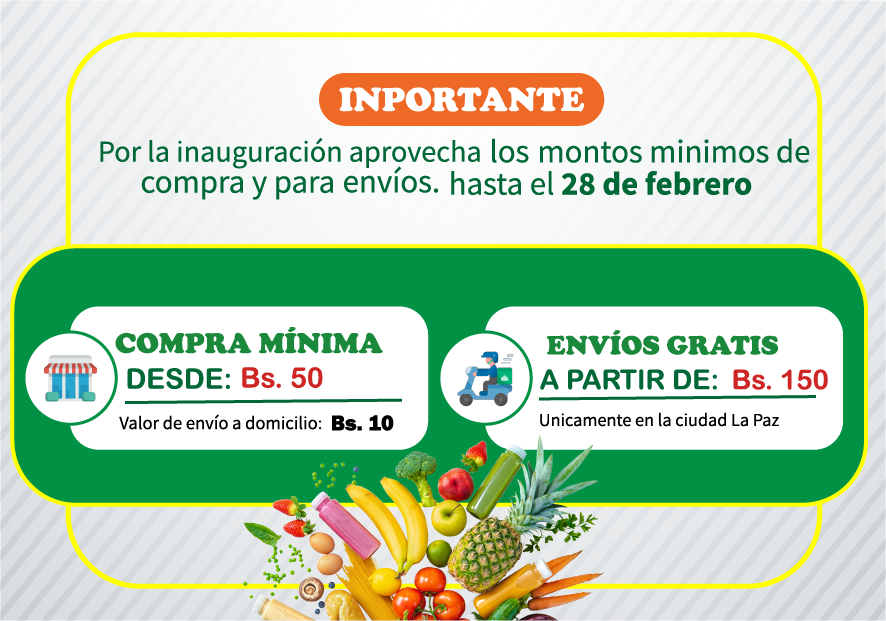 INPORTANTE
Por la inauguración aprovecha los montos minimos de
compra y para envíos. hasta el 28 de febrero
COMPRA MÍNIMA
DESDE: Bs. 50
Valor de envío a domicilio: Bs. 10
ENVÍOS GRATIS
A PARTIR DE: Bs. 150
Unicamente en la ciudad La Paz